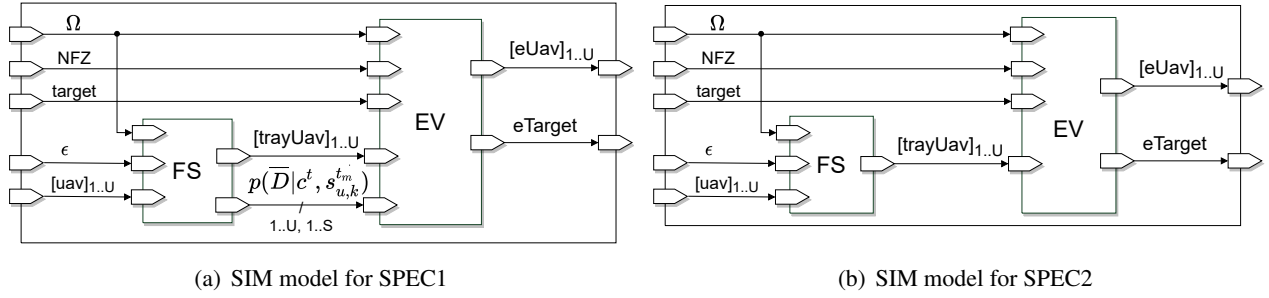 Ω
NFZ
target
ϵ
[uav]1..U
FS
[trayUav]1..U
p(D̅|c^t, s_{u,k}^{t_m})
1..U, 1..S
EV
[eUav]1..U
eTarget
(a) SIM model for SPEC1
Ω
NFZ
target
ϵ
[uav]1..U
FS
[trayUav]1..U
EV
[eUav]1..U
eTarget
(b) SIM model for SPEC2